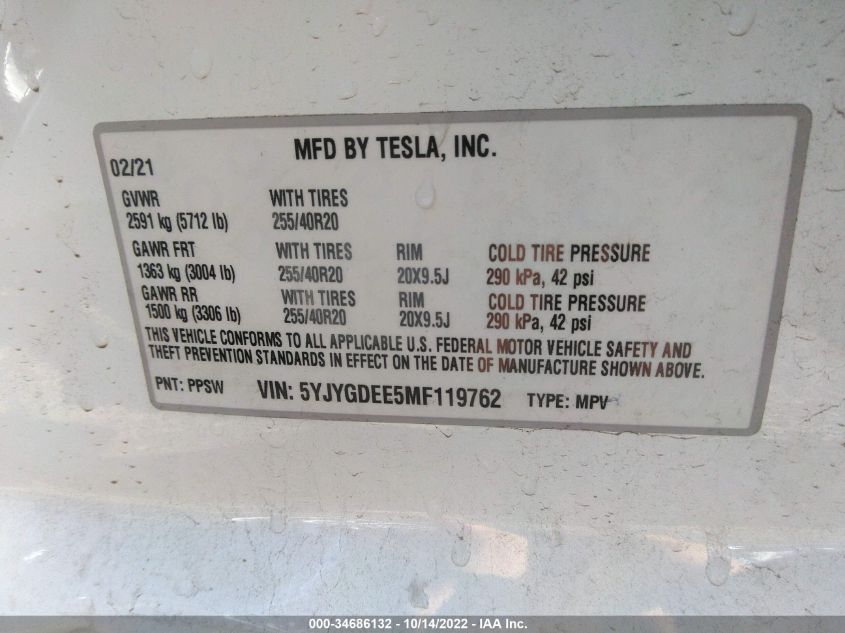 MFD BY TESLA, INC.
02/21
GVWR WITH TIRES
2591 kg (5712 lb) 255/40R20
GAWR FRT WITH TIRES RIM COLD TIRE PRESSURE
1363 kg (3004 lb) 255/40R20 20X9.5J 290 kPa, 42 psi
GAWR RR WITH TIRES RIM COLD TIRE PRESSURE
1500 kg (3306 lb) 255/40R20 20X9.5J 290 kPa, 42 psi
THIS VEHICLE CONFORMS TO ALL APPLICABLE U.S. FEDERAL MOTOR VEHICLE SAFETY AND
THEFT PREVENTION STANDARDS IN EFFECT ON THE DATE OF MANUFACTURE SHOWN ABOVE.
PNT: PPSW VIN: 5YJYGDEE5MF119762 TYPE: MPV
000-34686132 - 10/14/2022 - IAA Inc.